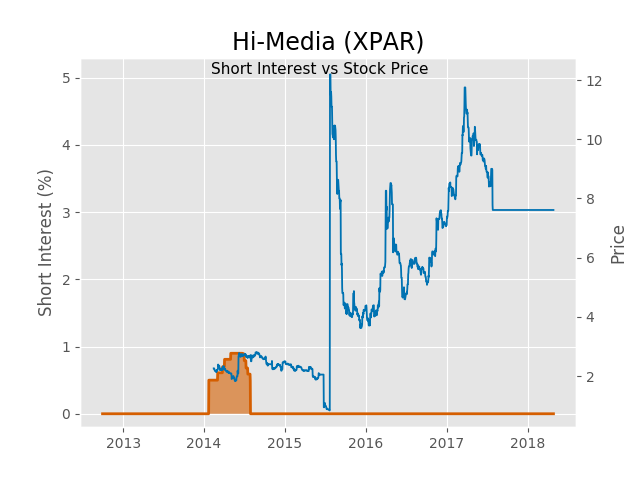 Hi-Media (XPAR)
Short Interest vs Stock Price
Short Interest (%)
5
4
3
2
1
0
12
10
8
6
4
2
Price
2013 2014 2015 2016 2017 2018